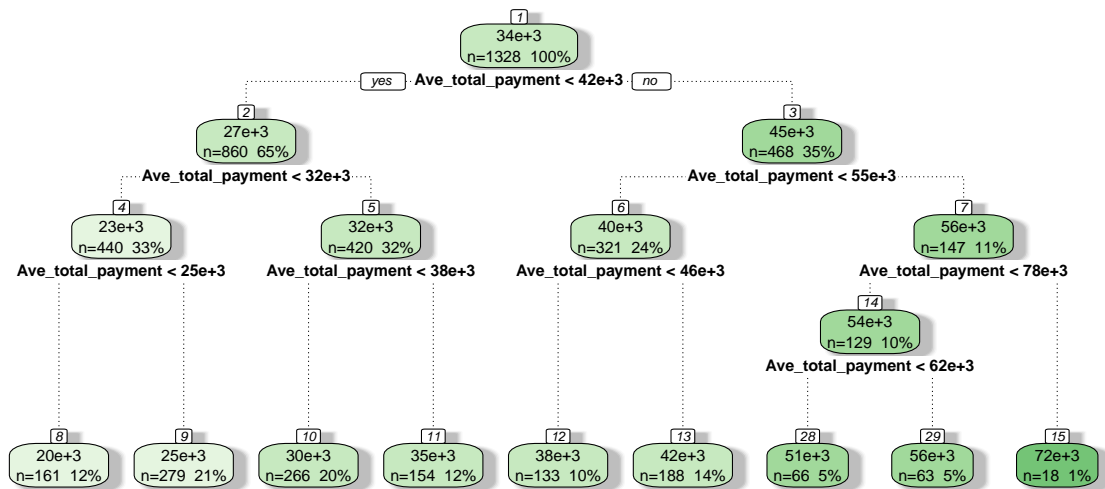 1
34e+3
n=1328 100%
yes Ave_total_payment < 42e+3 no
2 3
27e+3 45e+3
n=860 65% n=468 35%
Ave_total_payment < 32e+3 Ave_total_payment < 55e+3
4 5 6 7
23e+3 32e+3 40e+3 56e+3
n=440 33% n=420 32% n=321 24% n=147 11%
Ave_total_payment < 25e+3 Ave_total_payment < 38e+3 Ave_total_payment < 46e+3 Ave_total_payment < 78e+3
14
54e+3
n=129 10%
Ave_total_payment < 62e+3
8 9 10 11 12 13 28 29 15
20e+3 25e+3 30e+3 35e+3 38e+3 42e+3 51e+3 56e+3 72e+3
n=161 12% n=279 21% n=266 20% n=154 12% n=133 10% n=188 14% n=66 5% n=63 5% n=18 1%